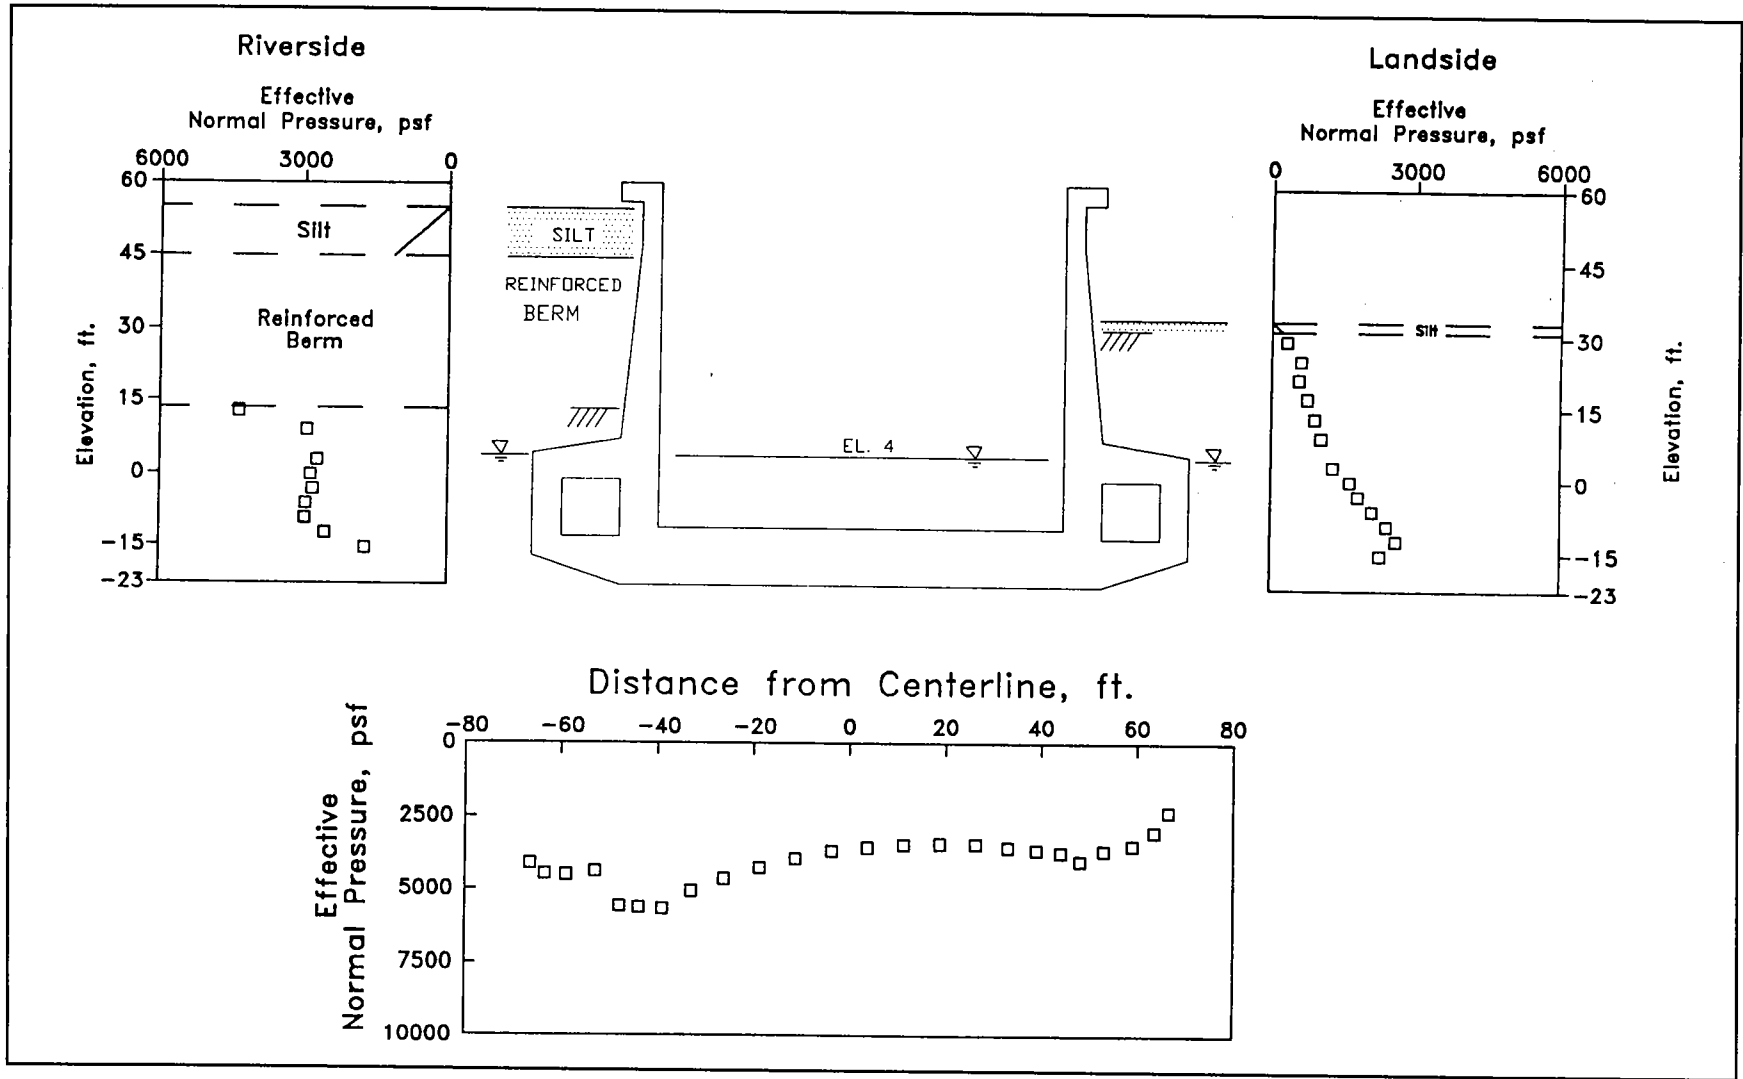 Riverside
Effective
Normal Pressure, psf
6000 3000 0
60
45
30
15
0
-15
-23
Elevation, ft.
Silt
Reinforced
Berm
SILT
REINFORCED
BERM
EL. 4
Landside
Effective
Normal Pressure, psf
0 3000 6000
60
45
30
15
0
-15
-23
Elevation, ft.
Silt
Distance from Centerline, ft.
-80 -60 -40 -20 0 20 40 60 80
0
2500
5000
7500
10000
Effective
Normal Pressure, psf